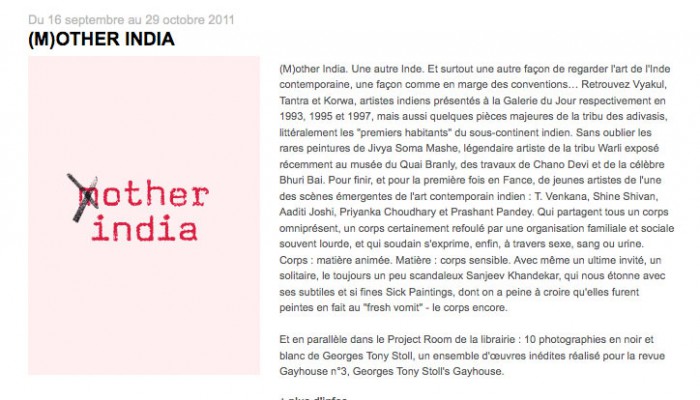 Du 16 septembre au 29 octobre 2011
(M)OTHER INDIA
mother
india
(M)other India. Une autre Inde. Et surtout une autre façon de regarder l'art de l'Inde
contemporaine, une façon comme en marge des conventions… Retrouvez Vyakul,
Tantra et Korwa, artistes indiens présentés à la Galerie du Jour respectivement en
1993, 1995 et 1997, mais aussi quelques pièces majeures de la tribu des adivasis,
littéralement les "premiers habitants" du sous-continent indien. Sans oublier les
rares peintures de Jivya Soma Mashe, légendaire artiste de la tribu Warli exposé
récemment au musée du Quai Branly, des travaux de Chano Devi et de la célèbre
Bhuri Bai. Pour finir, et pour la première fois en Fance, de jeunes artistes de l'une
des scènes émergentes de l'art contemporain indien : T. Venkana, Shine Shivan,
Aaditi Joshi, Priyanka Choudhary et Prashant Pandey. Qui partagent tous un corps
omniprésent, un corps certainement refoulé par une organisation familiale et sociale
souvent lourde, et qui soudain s'exprime, enfin, à travers sexe, sang ou urine.
Corps : matière animée. Matière : corps sensible. Avec même un ultime invité, un
solitaire, le toujours un peu scandaleux Sanjeev Khandekar, qui nous étonne avec
ses subtiles et si fines Sick Paintings, dont on a peine à croire qu'elles furent
peintes en fait au "fresh vomit" - le corps encore.
Et en parallèle dans le Project Room de la librairie : 10 photographies en noir et
blanc de Georges Tony Stoll, un ensemble d'œuvres inédites réalisé pour la revue
Gayhouse n°3, Georges Tony Stoll's Gayhouse.
+ plus d'infos